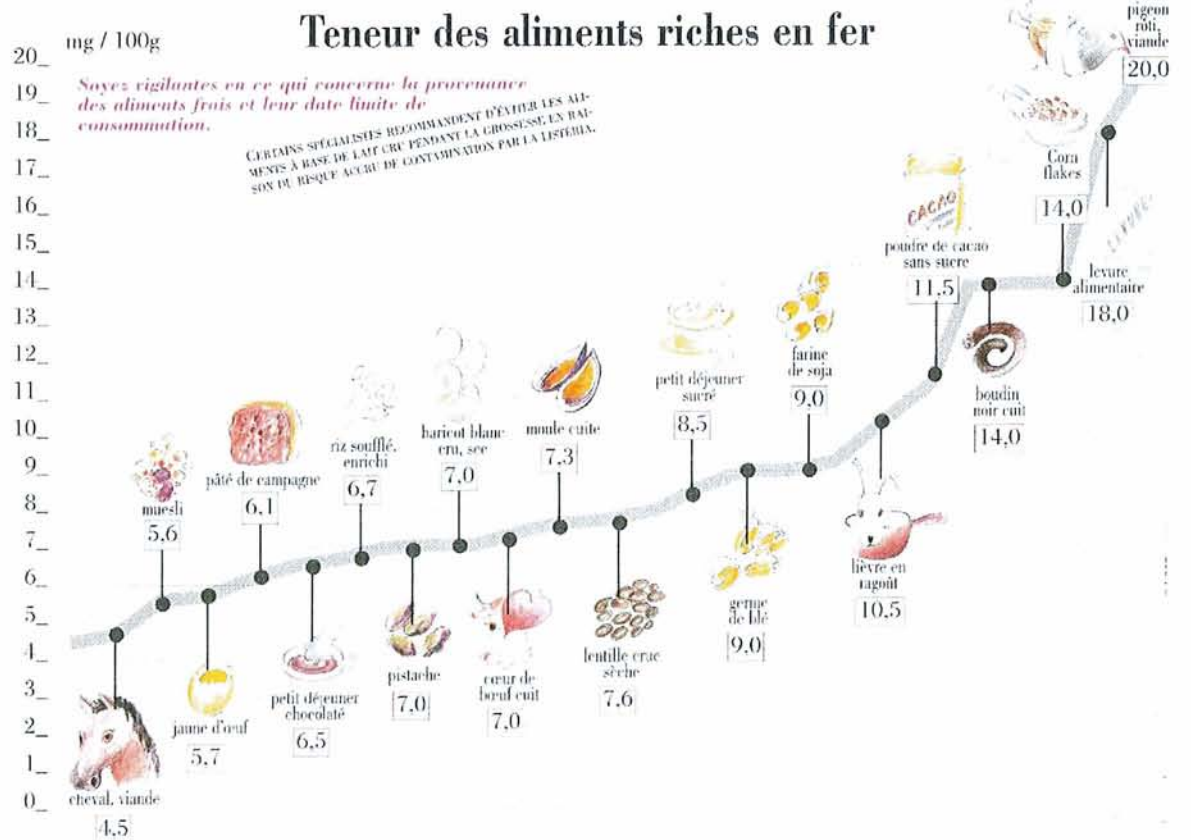 Teneur des aliments riches en fer
mg / 100g
Soyez vigilantes en ce qui concerne la provenance
des aliments frais et leur date limite de
consommation.
CERTAINS SPÉCIALISTES RECOMMANDENT D'ÉVITER LES ALI-
MENTS À BASE DE LAIT CRU PENDANT LA GROSSESSE EN RAI-
SON DU RISQUE ACCRU DE CONTAMINATION PAR LA LISTÉRIA.
20
19
18
17
16
15
14
13
12
11
10
9
8
7
6
5
4
3
2
1
0
cheval, viande
4,5
muesli
5,6
jaune d'œuf
5,7
pâté de campagne
6,1
petit déjeuner
chocolaté
6,5
riz soufflé,
enrichi
6,7
pistache
7,0
haricot blanc
cru, sec
7,0
cœur de
bœuf cuit
7,0
moule cuite
7,3
lentille crue
sèche
7,6
petit déjeuner
sucré
8,5
germe
de blé
9,0
farine
de soja
9,0
lièvre en
ragoût
10.5
CACAO
poudre de cacao
sans sucre
11,5
boudin
noir cuit
14,0
Corn
flakes
14,0
LEVURE
levure
alimentaire
18,0
pigeon
rôti,
viande
20,0